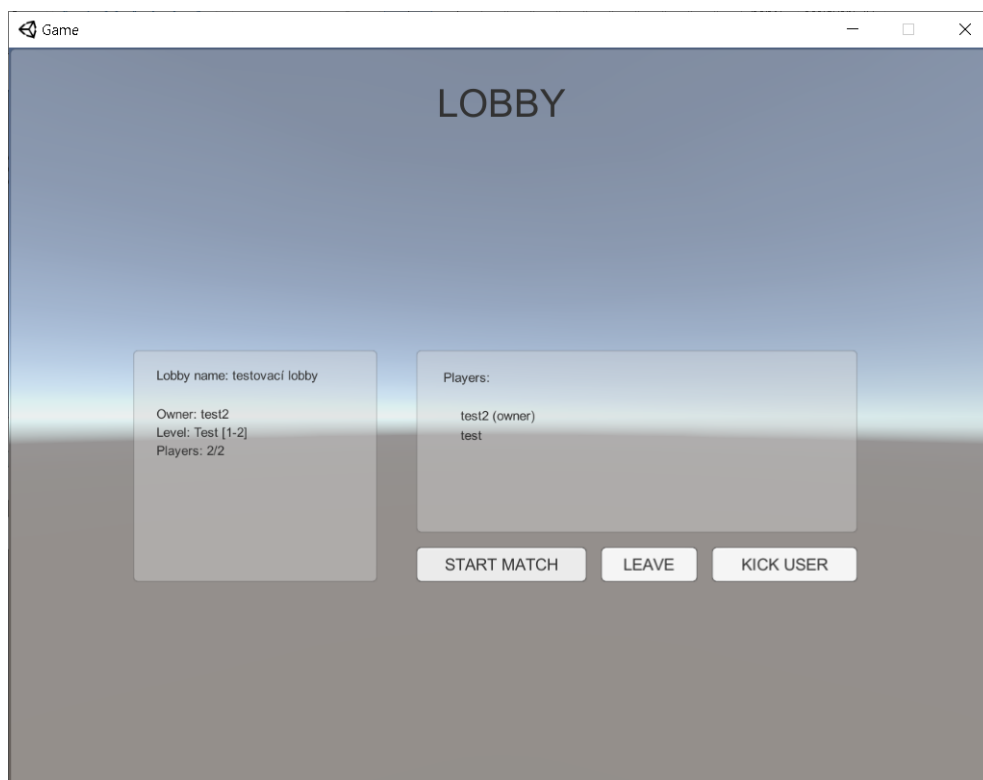 Game
LOBBY
Lobby name: testovací lobby
Owner: test2
Level: Test [1-2]
Players: 2/2
Players:
test2 (owner)
test
START MATCH
LEAVE
KICK USER